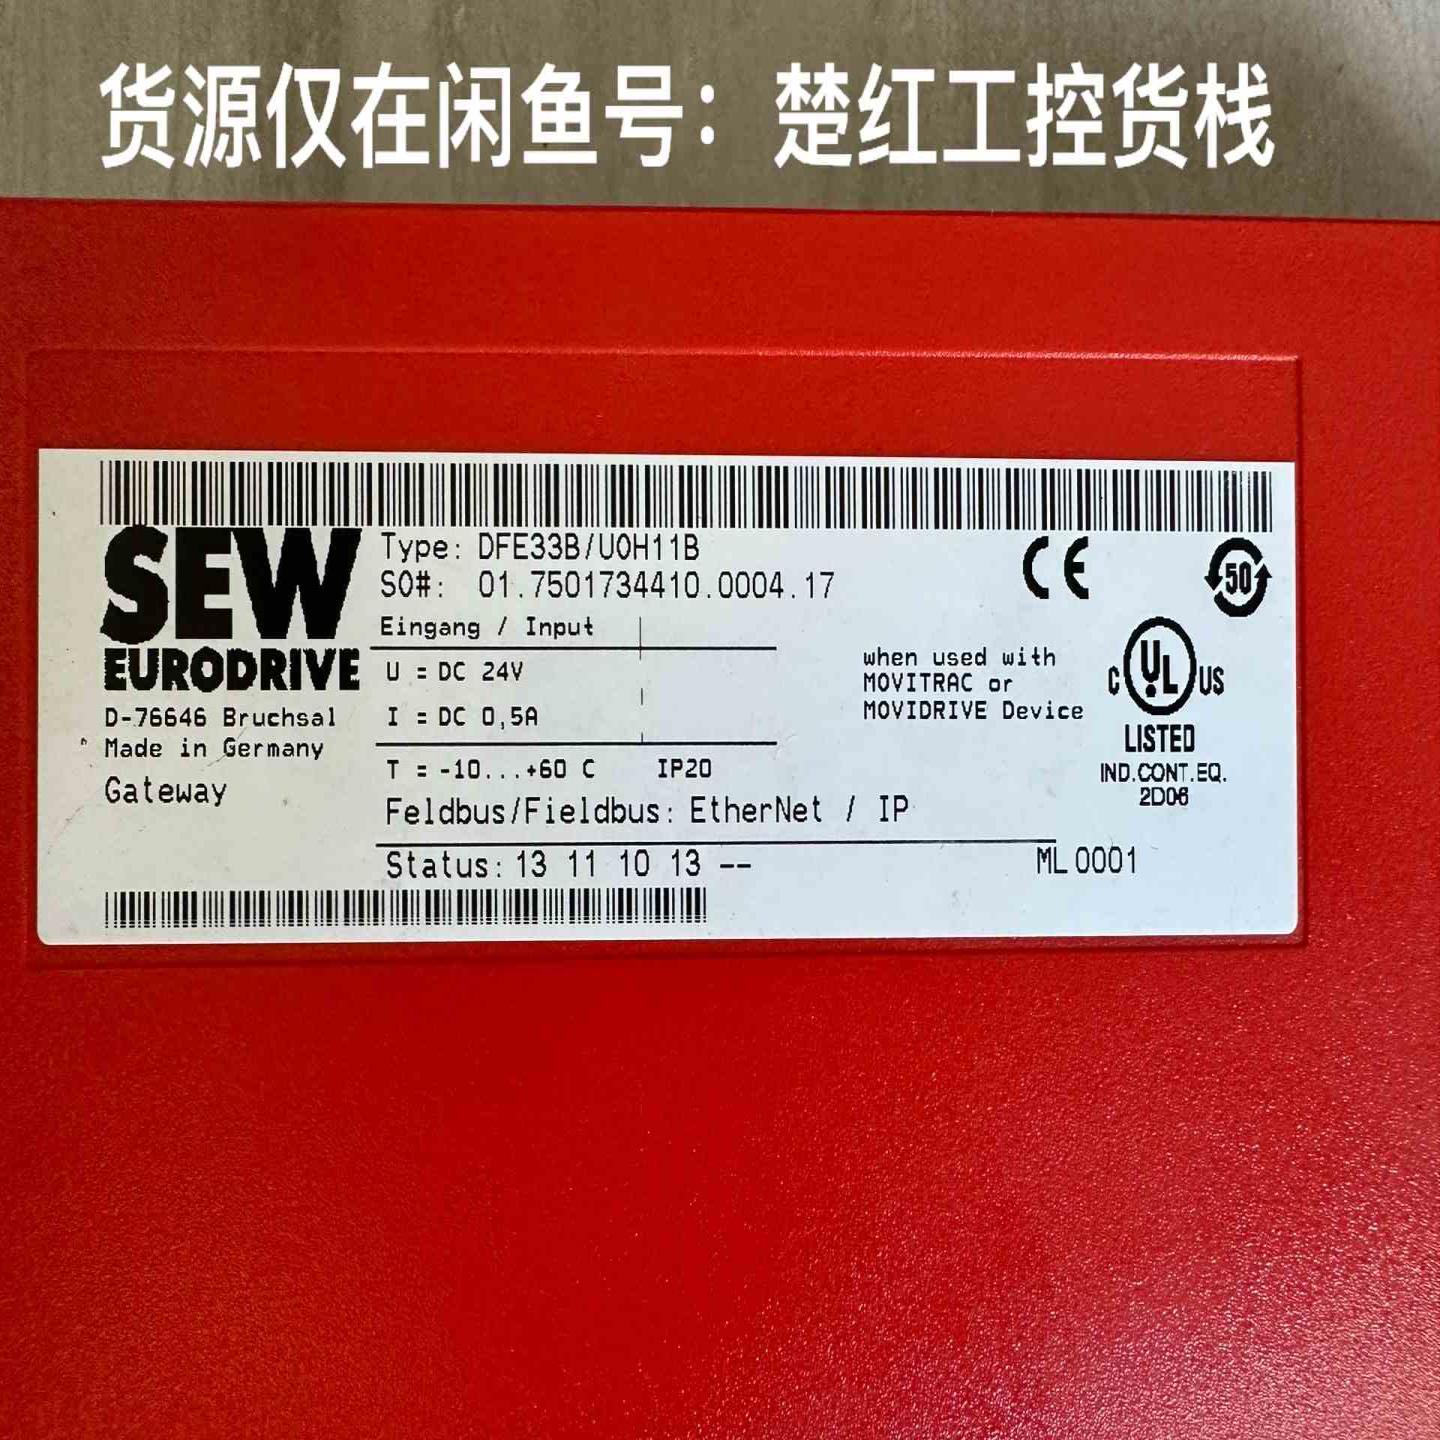 货源仅在闲鱼号：楚红工控货栈
SEW
EURODRIVE
D-76646 Bruchsal
Made in Germany
Gateway
Type: DFE33B/UOH11B
SO#: 01.7501734410.0004.17
Eingang / Input
U = DC 24V
I = DC 0,5A
T = -10...+60 C IP20
Feldbus/Fieldbus: EtherNet / IP
Status: 13 11 10 13 --
ML0001
when used with
MOVITRAC or
MOVIDRIVE Device
CE
50
C UL US
LISTED
IND.CONT.EQ.
2D06